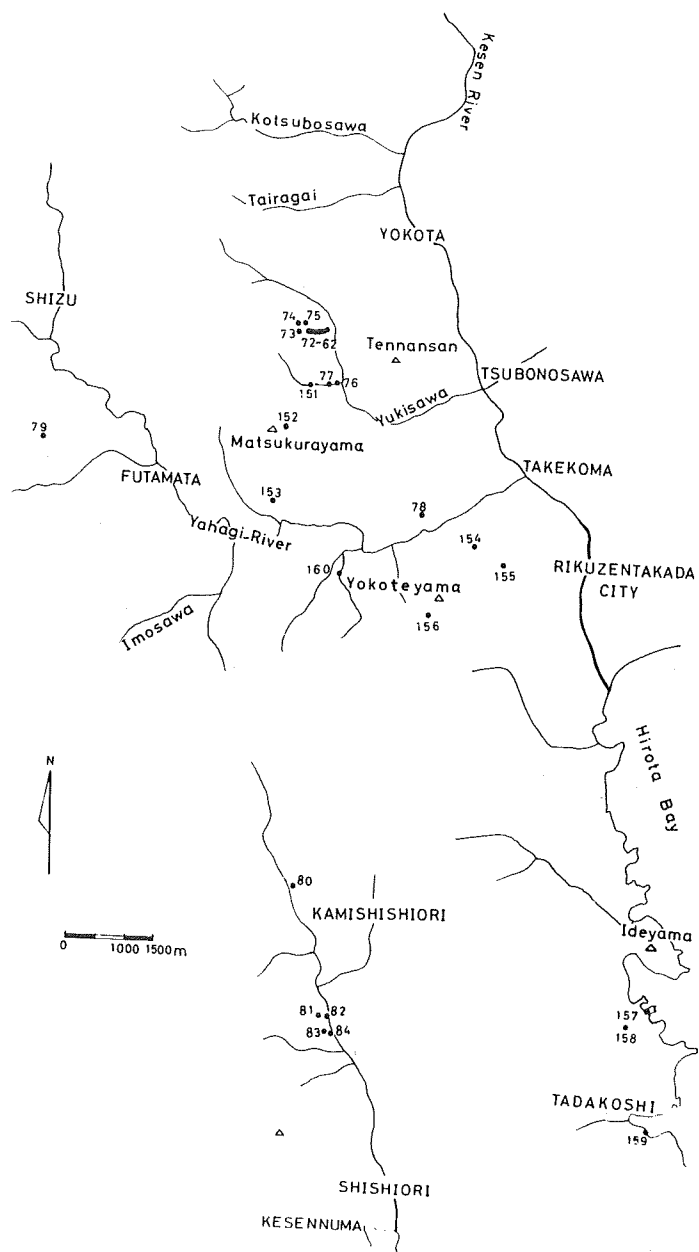 Kesen River
Kotsubosawa
Tairagai
YOKOTA
SHIZU
74 75
73
72-62
Tennansan
77 76
151
TSUBONOSAWA
Yukisawa
152
79
Matsukurayama
FUTAMATA
TAKEKOMA
153
78
Yahagi-River
154
160
155
RIKUZENTAKADA
CITY
Yokoteyama
156
Imosawa
Hirota Bay
N
80
KAMISHISHIORI
Ideyama
0 1000 1500m
81 82
83 84
157
158
TADAKOSHI
159
SHISHIORI
KESENNUMA